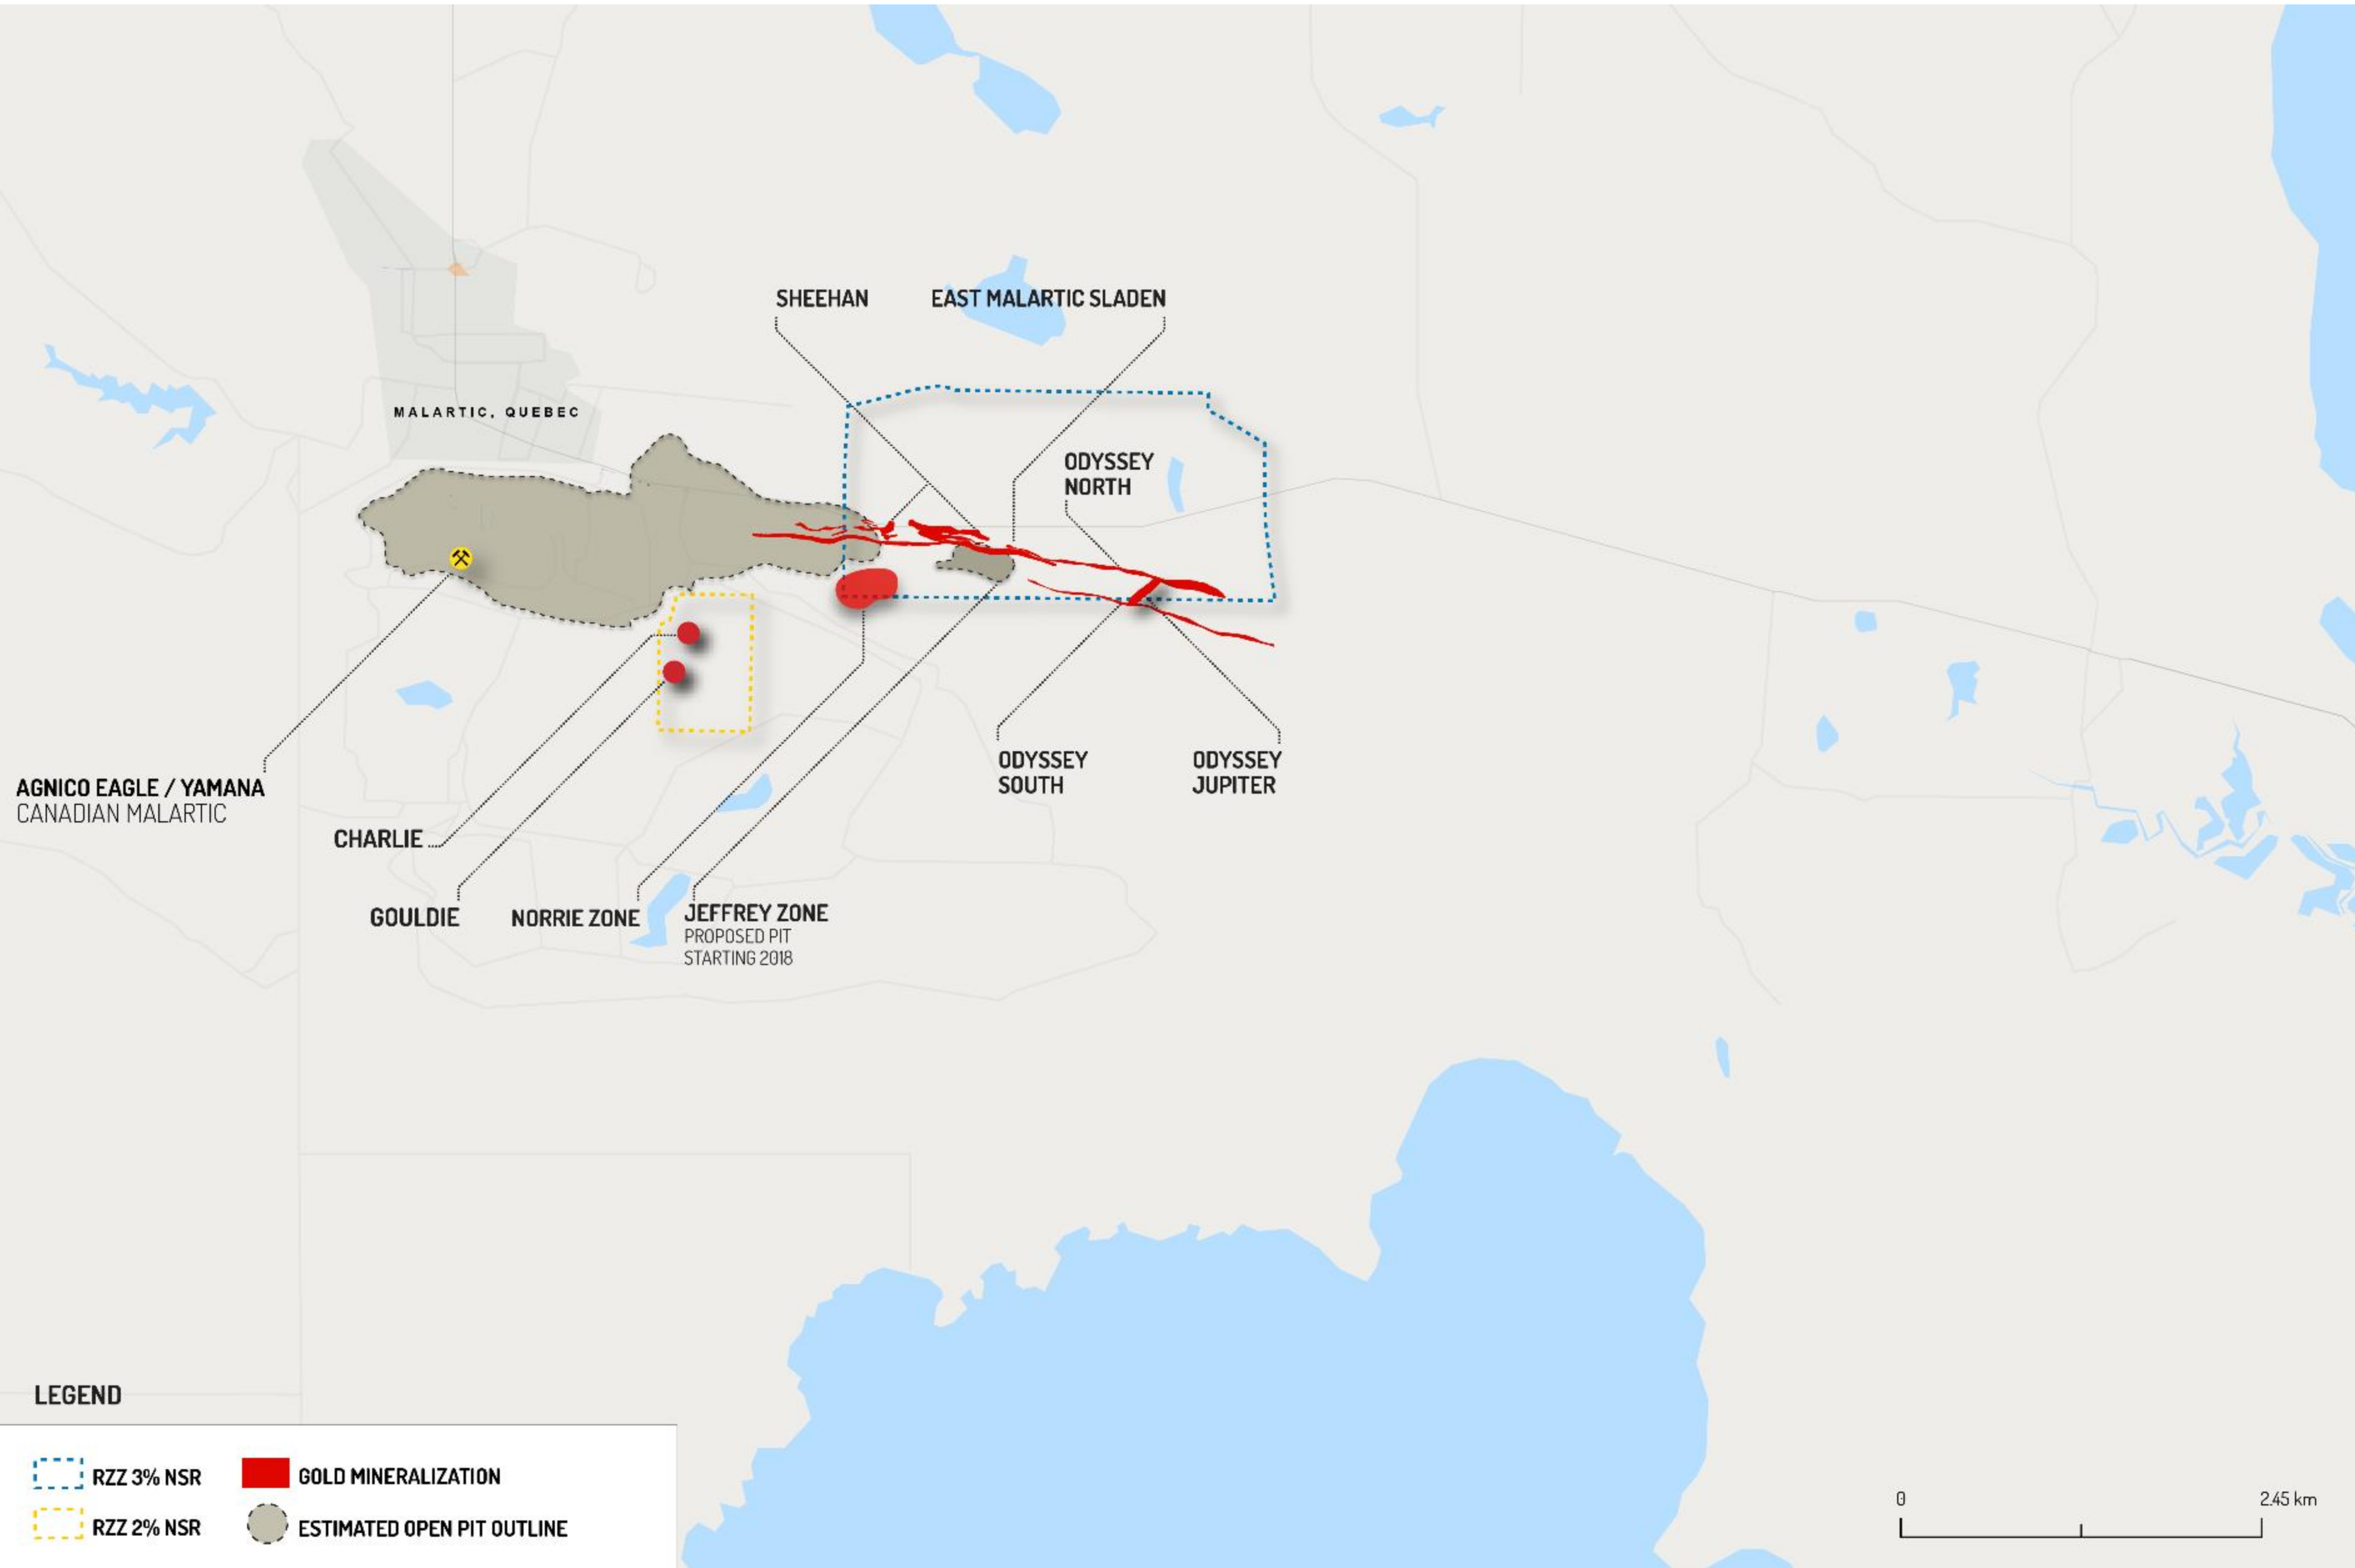 SHEEHAN
EAST MALARTIC SLADEN
MALARTIC, QUEBEC
ODYSSEY
NORTH
ODYSSEY
SOUTH
ODYSSEY
JUPITER
AGNICO EAGLE / YAMANA
CANADIAN MALARTIC
CHARLIE
GOULDIE
NORRIE ZONE
JEFFREY ZONE
PROPOSED PIT
STARTING 2018
LEGEND
RZZ 3% NSR
GOLD MINERALIZATION
RZZ 2% NSR
ESTIMATED OPEN PIT OUTLINE
0
2.45 km